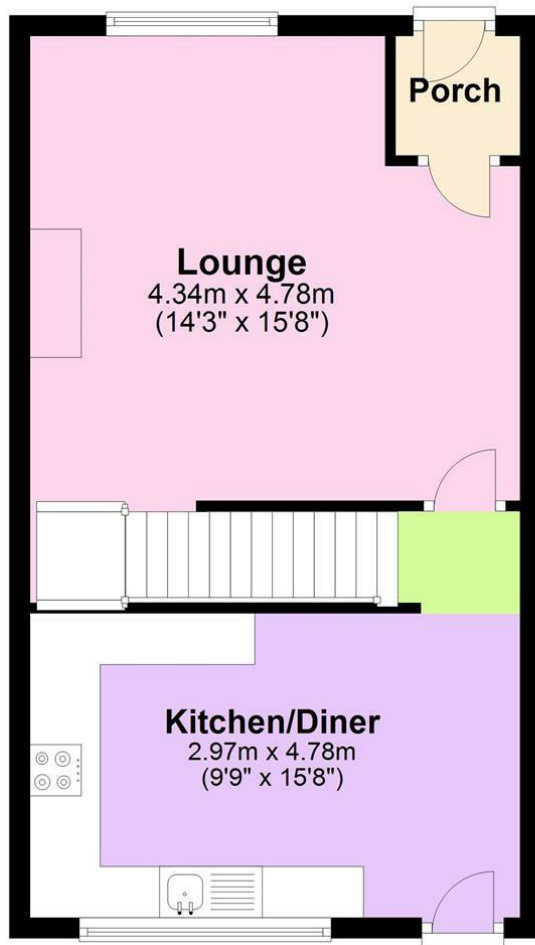 Porch
Lounge
4.34m x 4.78m
(14'3" x 15'8")
Kitchen/Diner
2.97m x 4.78m
(9'9" x 15'8")